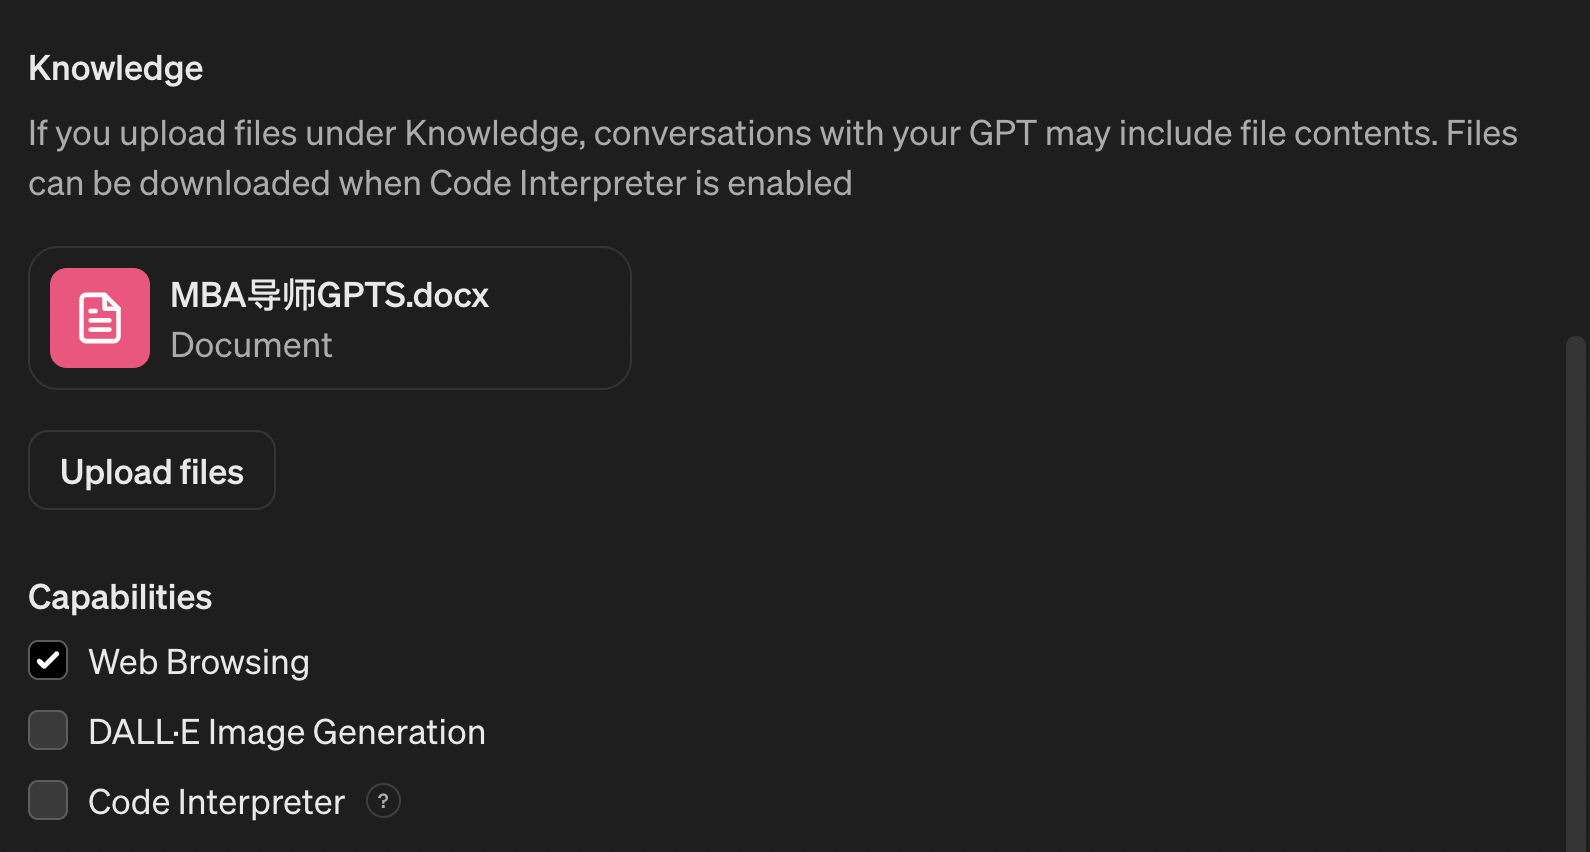 Knowledge
If you upload files under Knowledge, conversations with your GPT may include file contents. Files
can be downloaded when Code Interpreter is enabled
MBA导师GPTS.docx
Document
Upload files
Capabilities
Web Browsing
DALL·E Image Generation
Code Interpreter ?